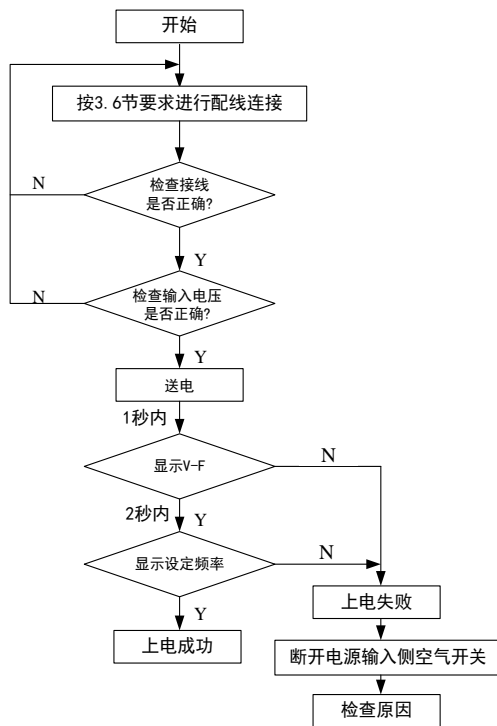 开始
按3.6节要求进行配线连接
N
检查接线
是否正确?
Y
N
检查输入电压
是否正确?
Y
送电
1秒内
显示V-F
N
2秒内
Y
显示设定频率
N
Y
上电失败
上电成功
断开电源输入侧空气开关
检查原因